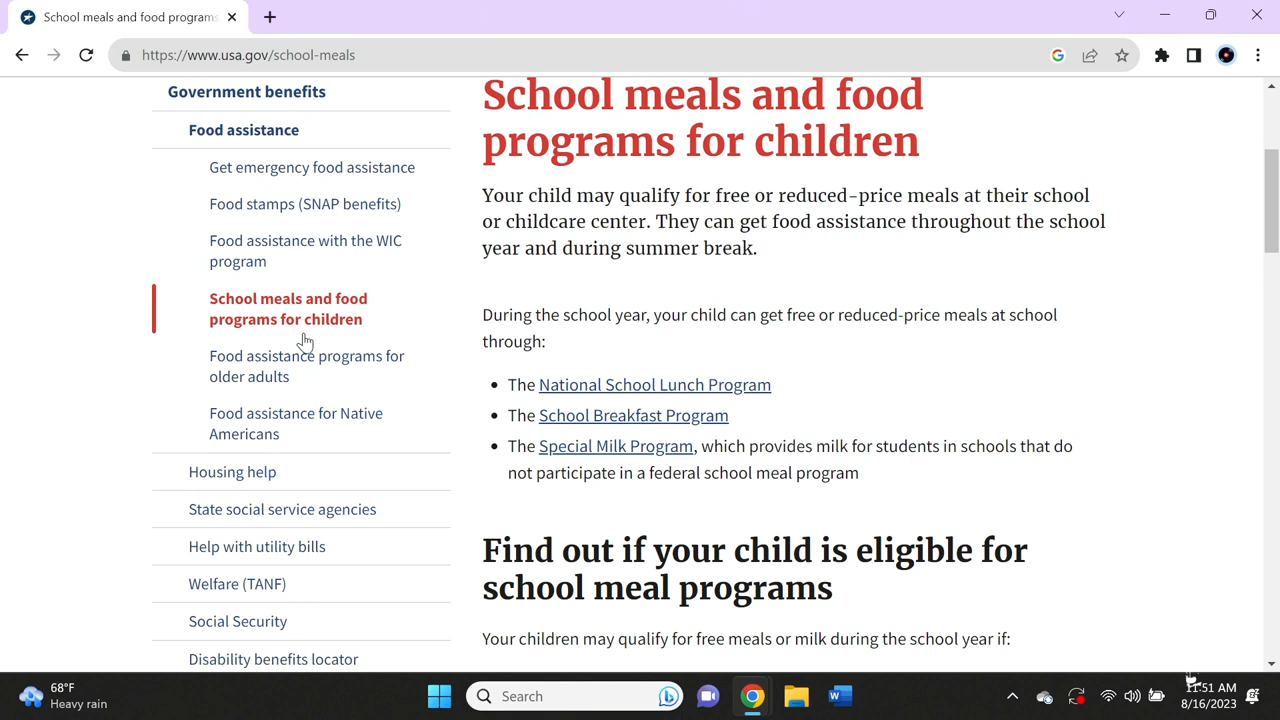 School meals and food programs
https://www.usa.gov/school-meals
Government benefits
Food assistance
Get emergency food assistance
Food stamps (SNAP benefits)
Food assistance with the WIC
program
School meals and food
programs for children
Food assistance programs for
older adults
Food assistance for Native
Americans
Housing help
State social service agencies
Help with utility bills
Welfare (TANF)
Social Security
Disability benefits locator
School meals and food
programs for children
Your child may qualify for free or reduced-price meals at their school
or childcare center. They can get food assistance throughout the school
year and during summer break.
During the school year, your child can get free or reduced-price meals at school
through:
• The National School Lunch Program
• The School Breakfast Program
• The Special Milk Program, which provides milk for students in schools that do
not participate in a federal school meal program
Find out if your child is eligible for
school meal programs
Your children may qualify for free meals or milk during the school year if:
68°F
Heavy rain
Search
11:51 AM
8/16/2023